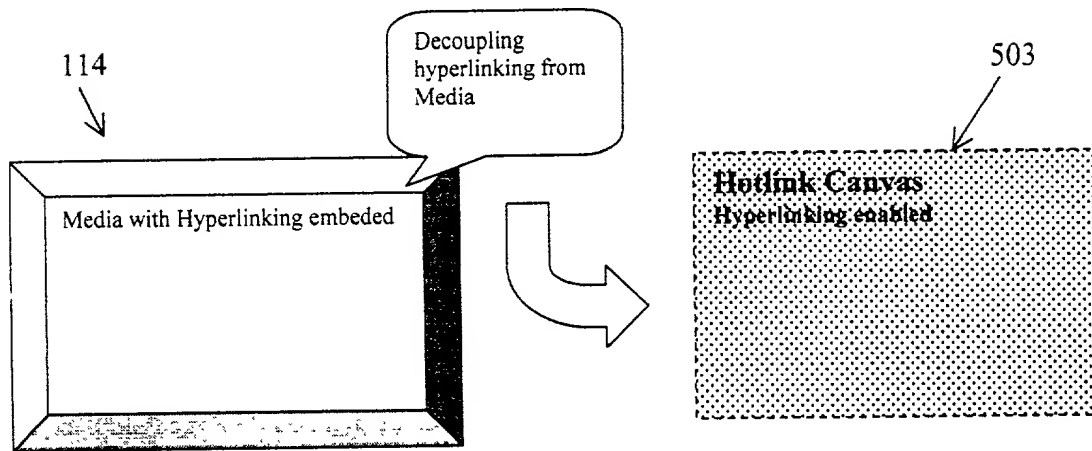 114
Decoupling
hyperlinking from
Media
503
Media with Hyperlinking embeded
Hotlink Canvas
Hyperlinking enabled